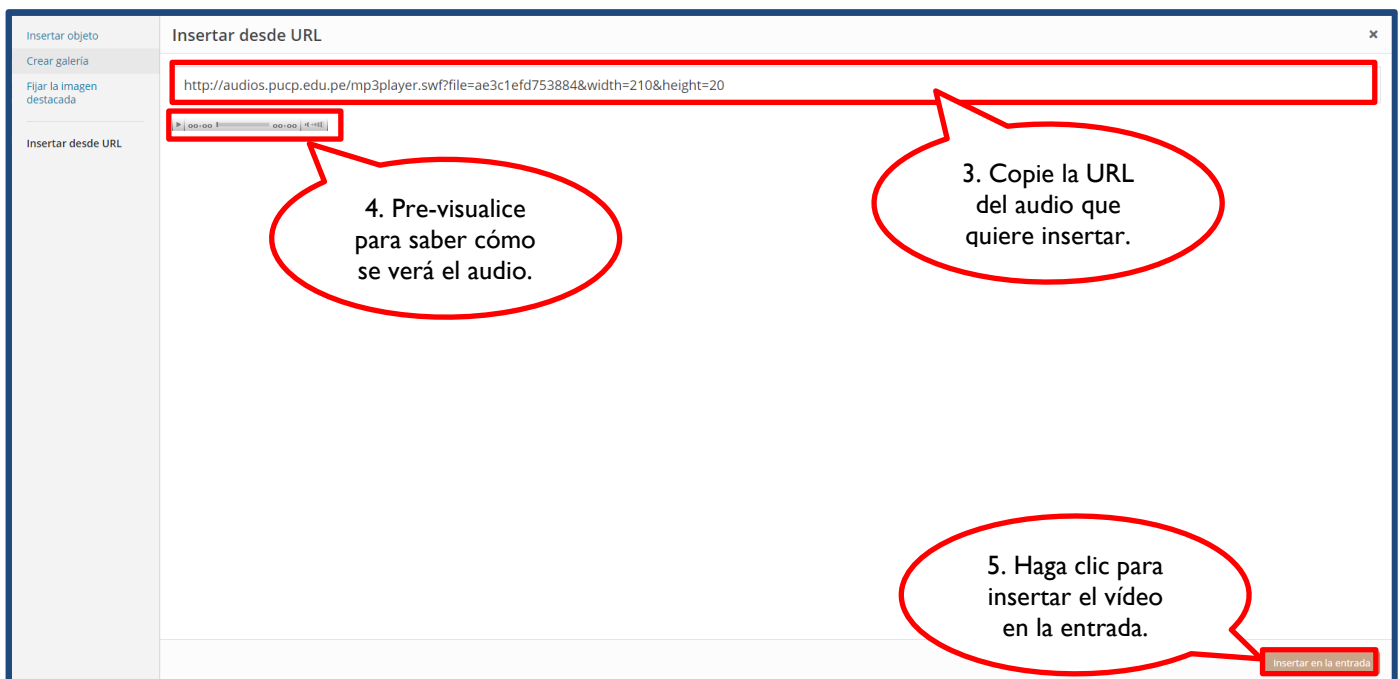 Insertar objeto
Crear galería
Fijar la imagen
destacada
Insertar desde URL
Insertar desde URL
×
http://audios.pucp.edu.pe/mp3player.swf?file=ae3c1efd753884&width=210&height=20
00:00 00:00
3. Copie la URL
del audio que
quiere insertar.
4. Pre-visualice
para saber cómo
se verá el audio.
5. Haga clic para
insertar el vídeo
en la entrada.
Insertar en la entrada